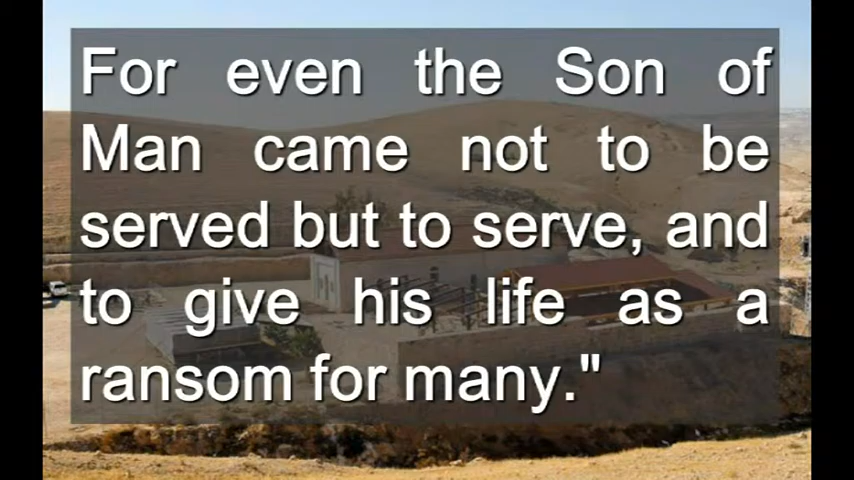 For even the Son of
Man came not to be
served but to serve, and
to give his life as a
ransom for many."